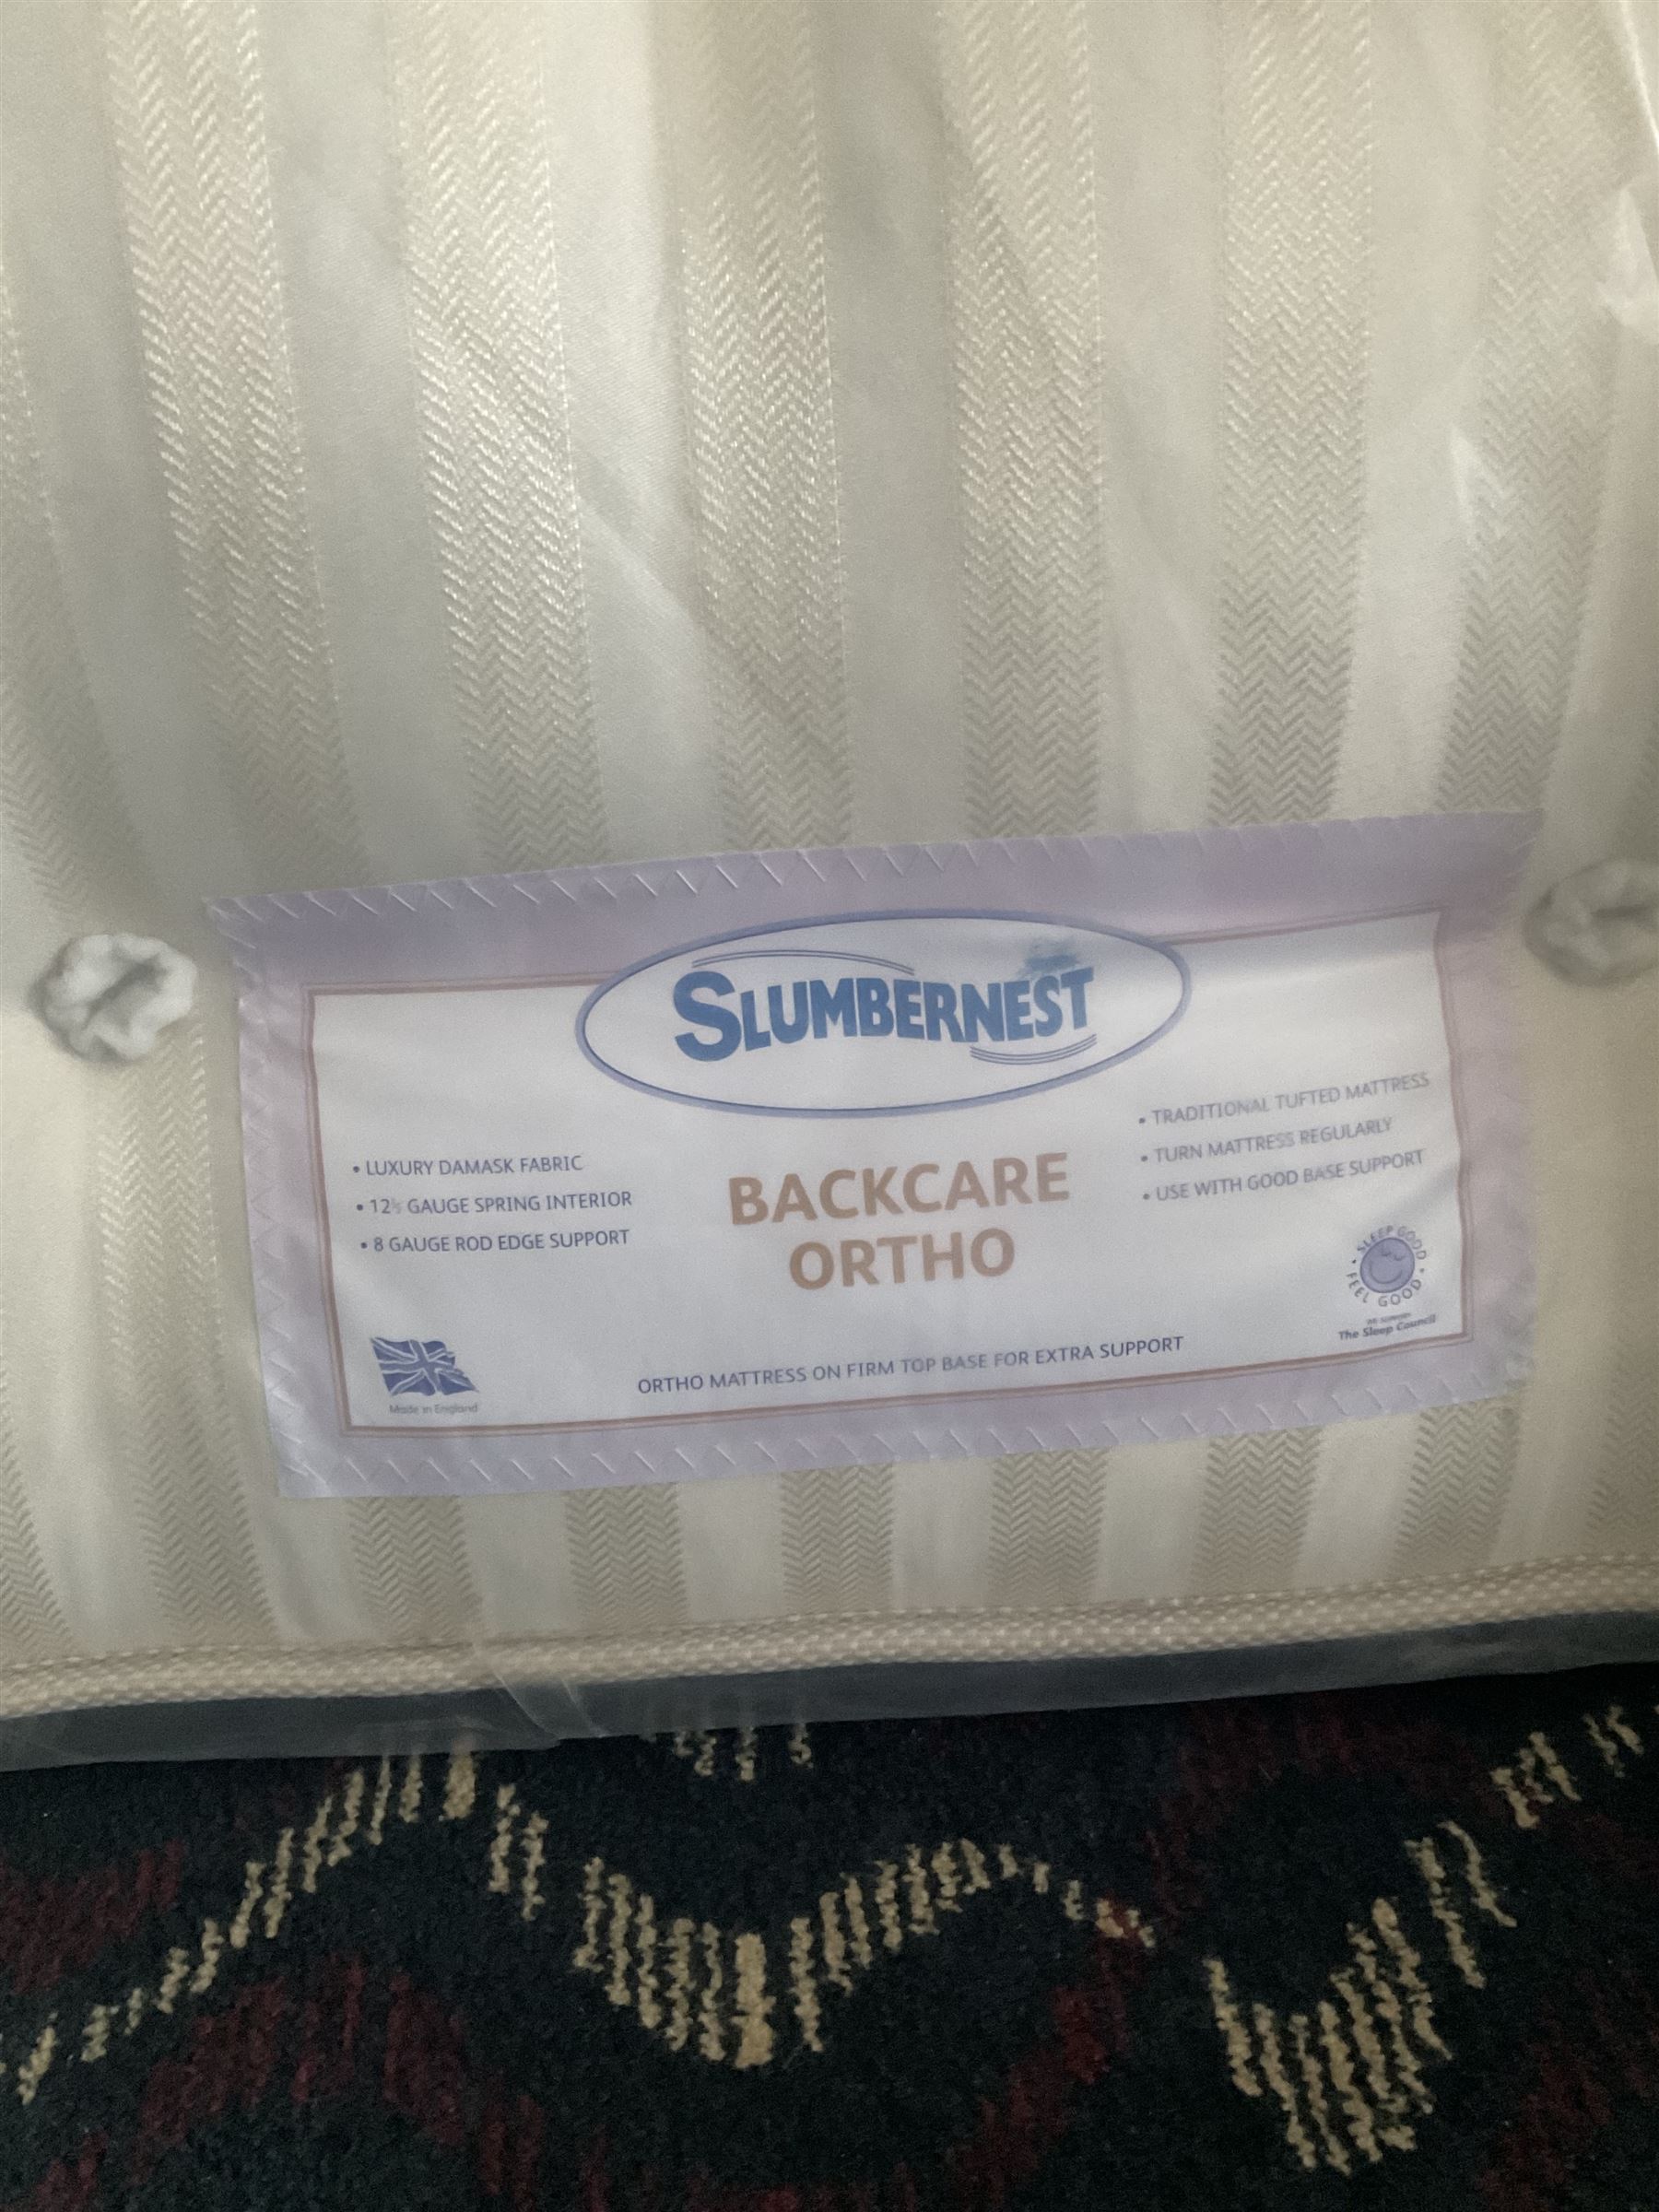 SLUMBERNEST
• LUXURY DAMASK FABRIC
• 12½ GAUGE SPRING INTERIOR
• 8 GAUGE ROD EDGE SUPPORT
BACKCARE
ORTHO
• TRADITIONAL TUFTED MATTRESS
• TURN MATTRESS REGULARLY
• USE WITH GOOD BASE SUPPORT
• SLEEP GOOD • FEEL GOOD
WE SUPPORT
The Sleep Council
Made in England
ORTHO MATTRESS ON FIRM TOP BASE FOR EXTRA SUPPORT